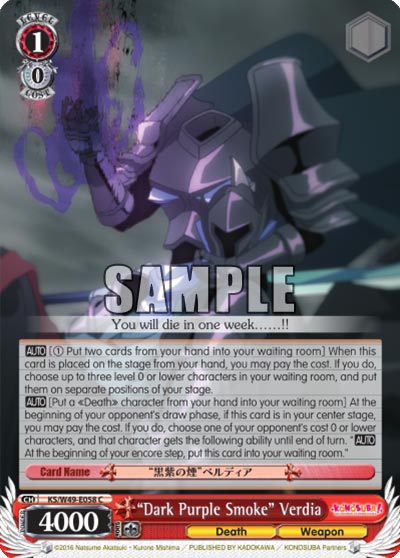 LEVEL
1
0
COST
SAMPLE
You will die in one week……!!
AUTO [① Put two cards from your hand into your waiting room] When this
card is placed on the stage from your hand, you may pay the cost. If you do,
choose up to three level 0 or lower characters in your waiting room, and put
them on separate positions of your stage.
AUTO [Put a «Death» character from your hand into your waiting room] At the
beginning of your opponent's draw phase, if this card is in your center stage,
you may pay the cost. If you do, choose one of your opponent's cost 0 or lower
characters, and that character gets the following ability until end of turn. "AUTO
At the beginning of your encore step, put this card into your waiting room."
Card Name "黒紫の煙"ベルディア
CH KS/W49-E058 C
KONOSUBA!
POWER
4000
SOUL
"Dark Purple Smoke" Verdia
Death Weapon
©2016 Natsume Akatsuki・Kurone Mishima / PUBLISHED BY KADOKAWA / KONOSUBA Partners